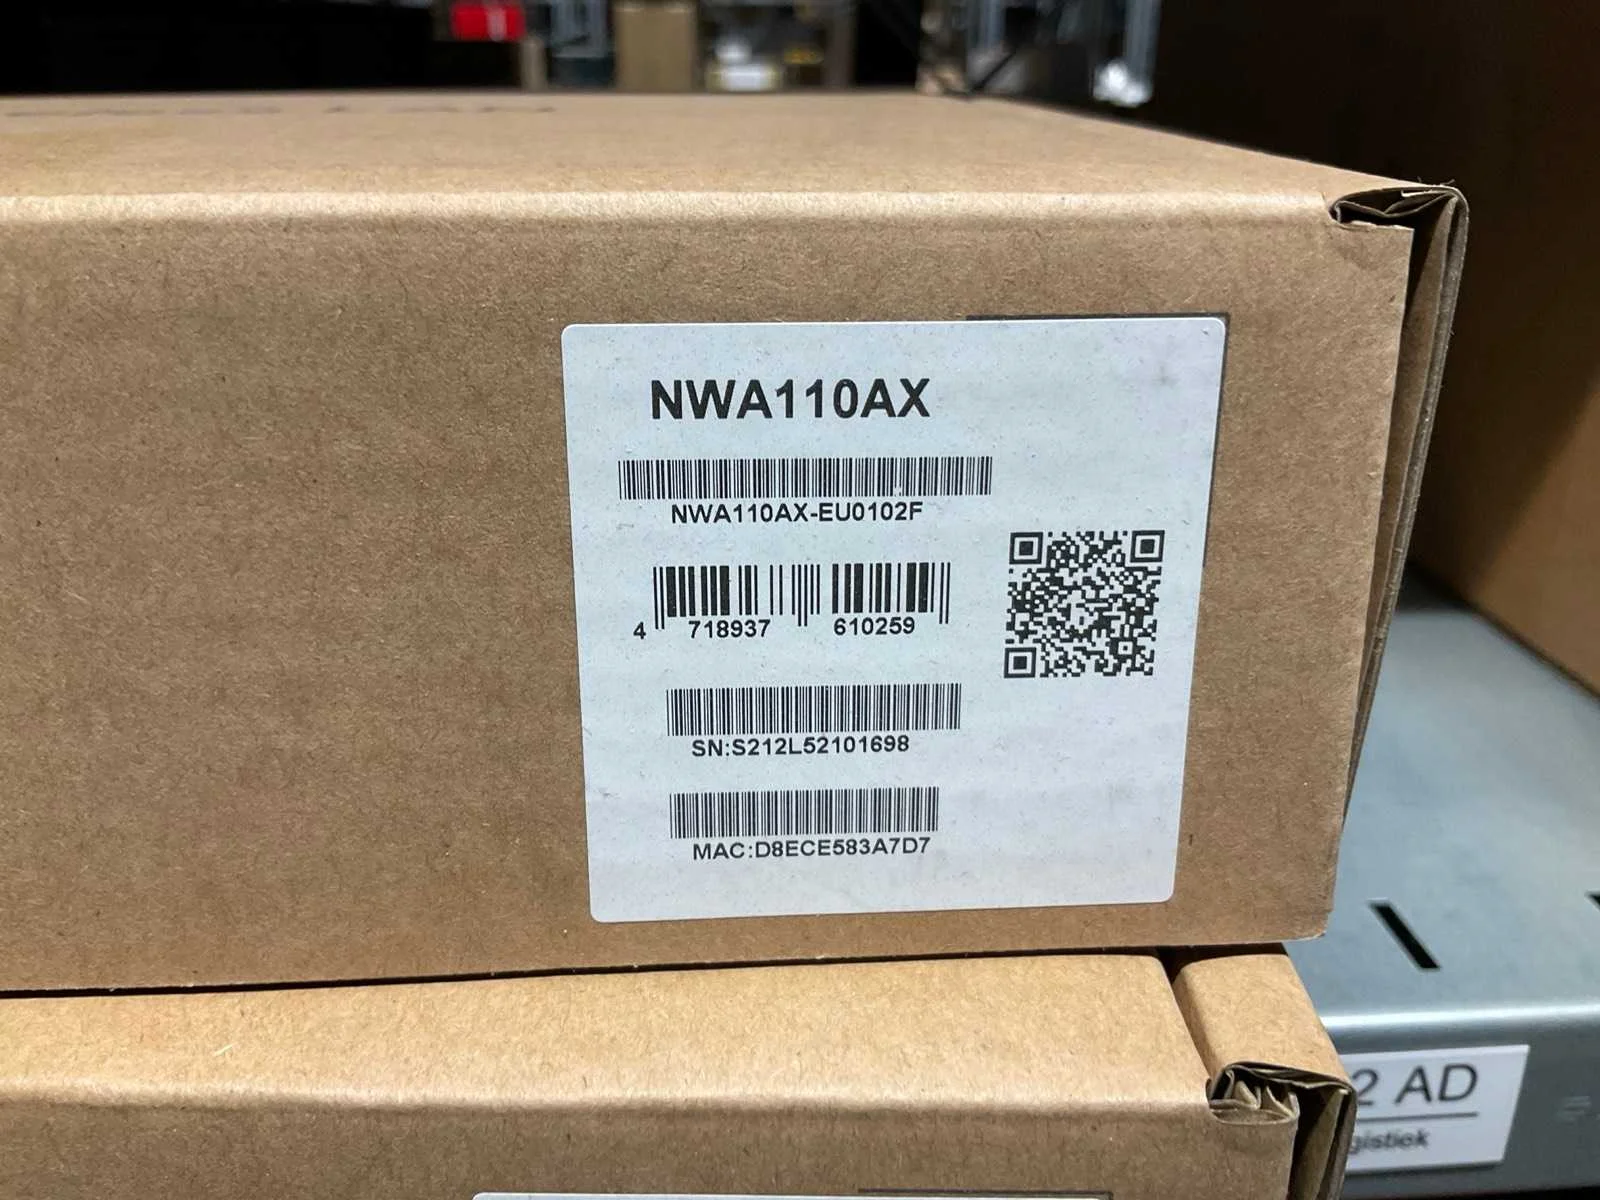 NWA110AX
NWA110AX-EU0102F
4 718937 610259
SN:S212L52101698
MAC:D8ECE583A7D7
2 AD